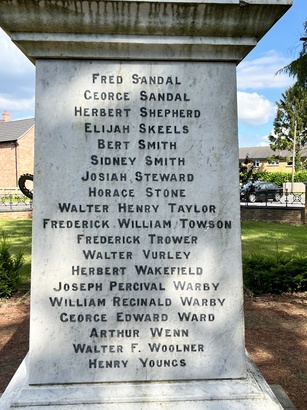 Fred Sandal
George Sandal
Herbert Shepherd
Elijah Skeels
Bert Smith
Sidney Smith
Josiah Steward
Horace Stone
Walter Henry Taylor
Frederick William Towson
Frederick Trower
Walter Vurley
Herbert Wakefield
Joseph Percival Warby
William Reginald Warby
George Edward Ward
Arthur Wenn
Walter F. Woolner
Henry Youngs